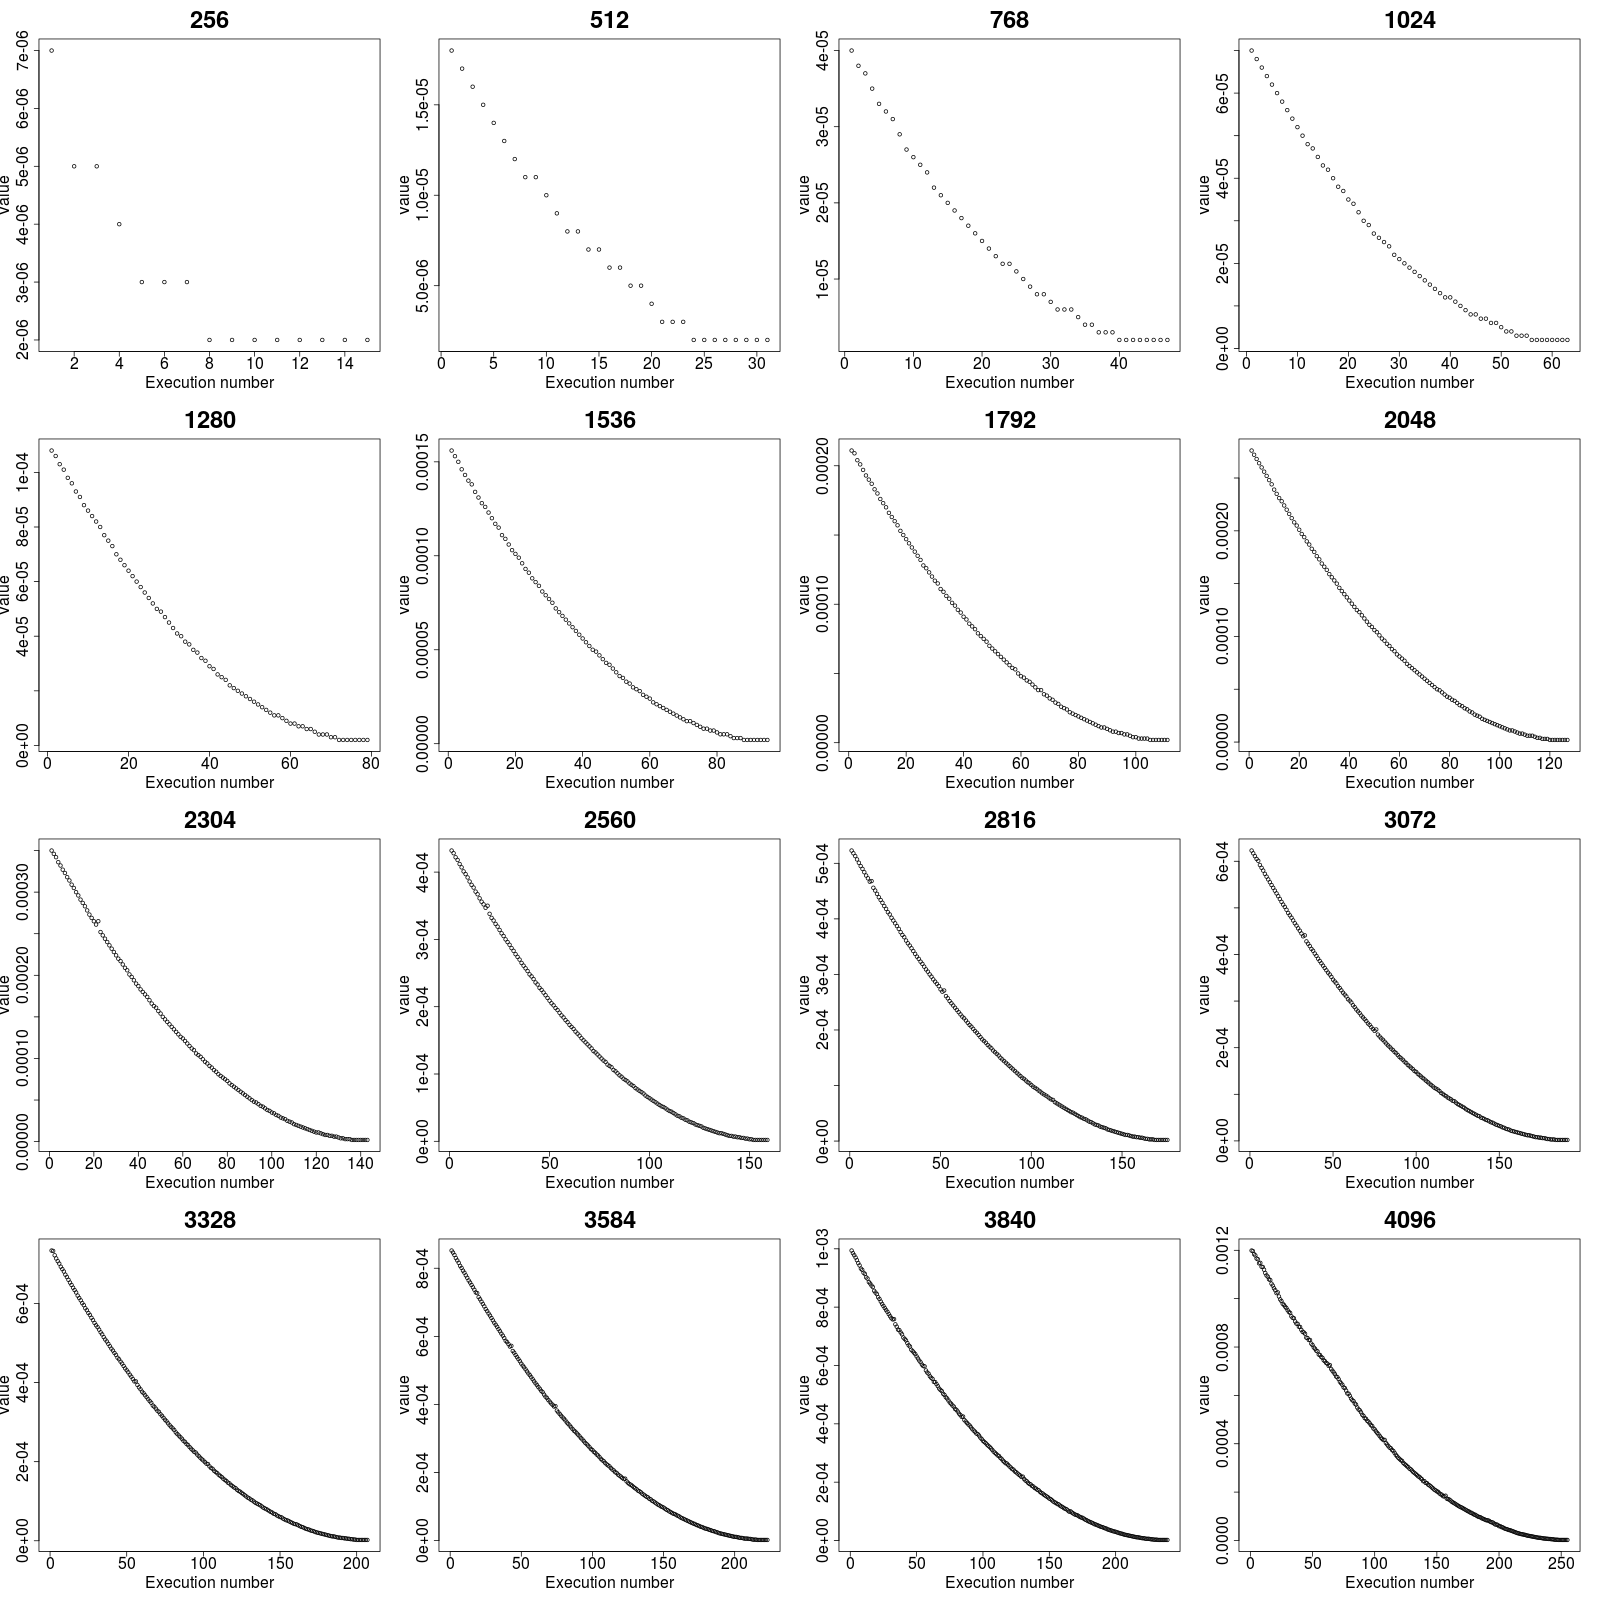 256
7e-06
6e-06
5e-06
4e-06
3e-06
2e-06
value
2 4 6 8 10 12 14
Execution number
512
1.5e-05
1.0e-05
5.0e-06
value
0 5 10 15 20 25 30
Execution number
768
4e-05
3e-05
2e-05
1e-05
value
0 10 20 30 40
Execution number
1024
6e-05
4e-05
2e-05
0e+00
value
0 10 20 30 40 50 60
Execution number
1280
1e-04
8e-05
6e-05
4e-05
0e+00
value
0 20 40 60 80
Execution number
1536
0.00015
0.00010
0.00005
0.00000
value
0 20 40 60 80
Execution number
1792
0.00020
0.00010
0.00000
value
0 20 40 60 80 100
Execution number
2048
0.00020
0.00010
0.00000
value
0 20 40 60 80 100 120
Execution number
2304
0.00030
0.00020
0.00010
0.00000
value
0 20 40 60 80 100 120 140
Execution number
2560
4e-04
3e-04
2e-04
1e-04
0e+00
value
0 50 100 150
Execution number
2816
5e-04
4e-04
3e-04
2e-04
0e+00
value
0 50 100 150
Execution number
3072
6e-04
4e-04
2e-04
0e+00
value
0 50 100 150
Execution number
3328
6e-04
4e-04
2e-04
0e+00
value
0 50 100 150 200
Execution number
3584
8e-04
6e-04
4e-04
2e-04
0e+00
value
0 50 100 150 200
Execution number
3840
1e-03
8e-04
6e-04
4e-04
2e-04
0e+00
value
0 50 100 150 200
Execution number
4096
0.0012
0.0008
0.0004
0.0000
value
0 50 100 150 200 250
Execution number